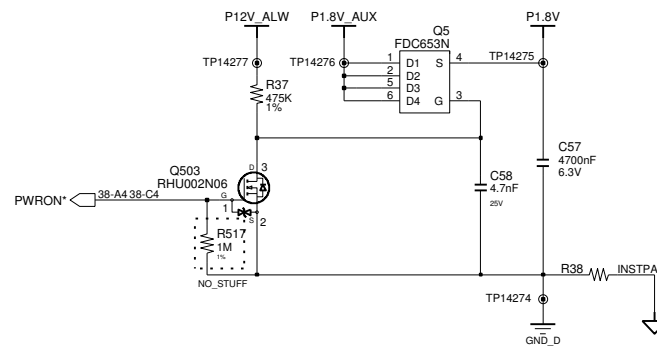 P12V_ALW
P1.8V_AUX
P1.8V
Q5
FDC653N
TP14277
TP14276
TP14275
1
2
5
6
D1
D2
D3
D4
S
G
4
3
R37
475K
1%
Q503
RHU002N06
D
3
G
1
S
2
C57
4700nF
6.3V
C58
4.7nF
25V
PWRON*
38-A4 38-C4
R517
1M
1%
NO_STUFF
R38
INSTPA
TP14274
GND_D